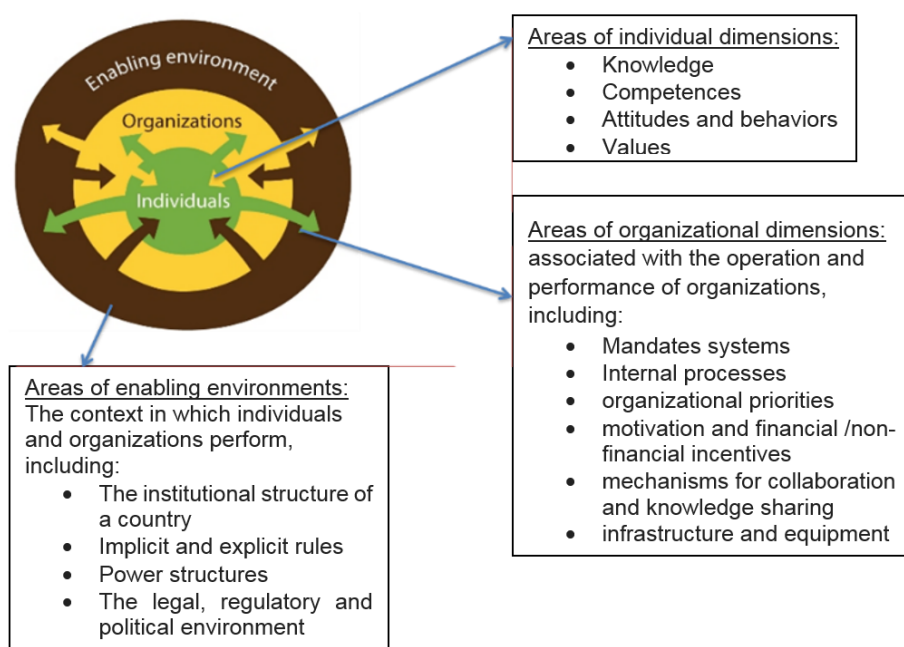 Enabling environment
Organizations
Individuals
Areas of individual dimensions:
• Knowledge
• Competences
• Attitudes and behaviors
• Values
Areas of organizational dimensions:
associated with the operation and
performance of organizations,
including:
• Mandates systems
• Internal processes
• organizational priorities
• motivation and financial /non-
financial incentives
• mechanisms for collaboration
and knowledge sharing
• infrastructure and equipment
Areas of enabling environments:
The context in which individuals
and organizations perform,
including:
• The institutional structure of
a country
• Implicit and explicit rules
• Power structures
• The legal, regulatory and
political environment